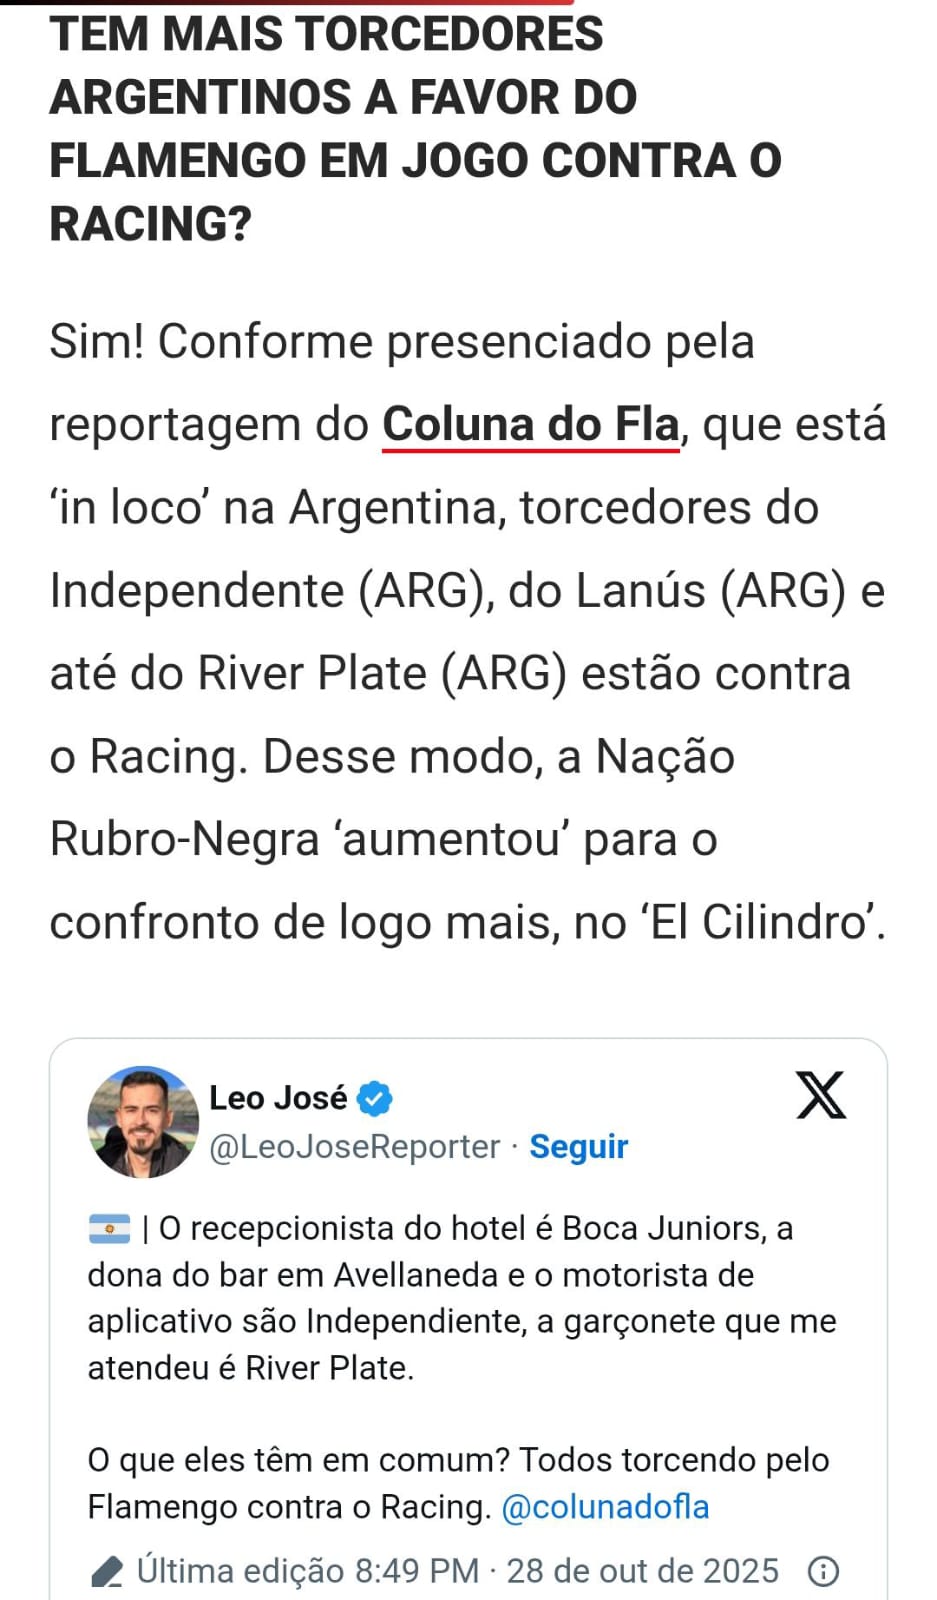 TEM MAIS TORCEDORES
ARGENTINOS A FAVOR DO
FLAMENGO EM JOGO CONTRA O
RACING?
Sim! Conforme presenciado pela
reportagem do Coluna do Fla, que está
‘in loco’ na Argentina, torcedores do
Independente (ARG), do Lanús (ARG) e
até do River Plate (ARG) estão contra
o Racing. Desse modo, a Nação
Rubro-Negra ‘aumentou’ para o
confronto de logo mais, no ‘El Cilindro’.
Leo José
@LeoJoseReporter · Seguir
| O recepcionista do hotel é Boca Juniors, a
dona do bar em Avellaneda e o motorista de
aplicativo são Independiente, a garçonete que me
atendeu é River Plate.
O que eles têm em comum? Todos torcendo pelo
Flamengo contra o Racing. @colunadofla
Última edição 8:49 PM · 28 de out de 2025